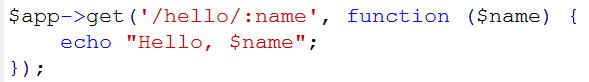 $app->get('/hello/:name', function ($name) {
    echo "Hello, $name";
});